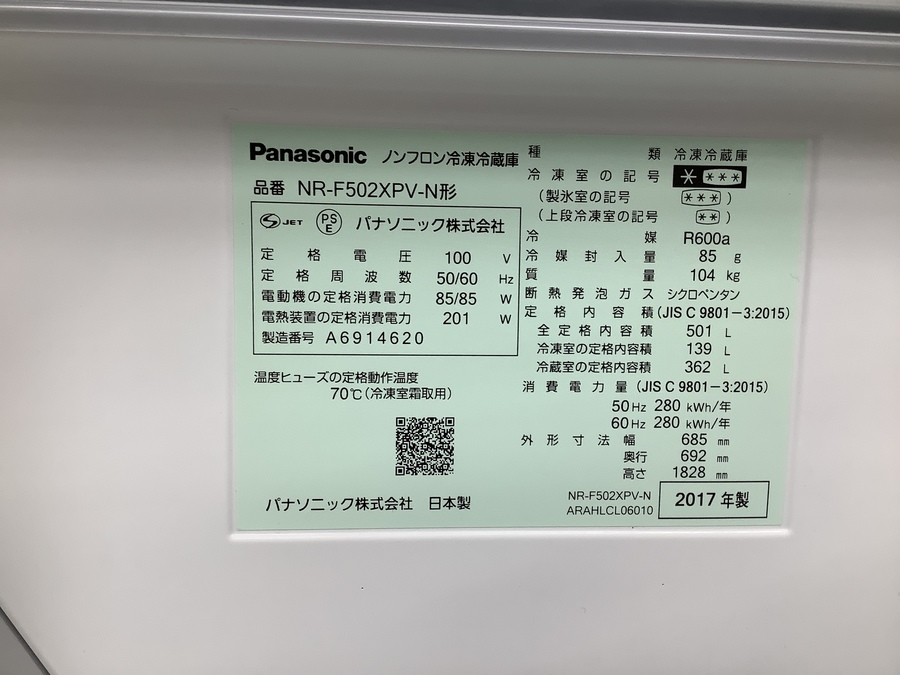 Panasonic ノンフロン冷凍冷蔵庫
品番 NR-F502XPV-N形
JET PSE パナソニック株式会社
定格電圧 100 V
定格周波数 50/60 Hz
電動機の定格消費電力 85/85 W
電熱装置の定格消費電力 201 W
製造番号 A6914620
温度ヒューズの定格動作温度
70℃(冷凍室霜取用)
パナソニック株式会社 日本製
種類 冷凍冷蔵庫
冷凍室の記号 * ***
(製氷室の記号 *** )
(上段冷凍室の記号 ** )
冷媒 R600a
冷媒封入量 85 g
質量 104 kg
断熱発泡ガス シクロペンタン
定格内容積(JIS C 9801-3:2015)
全定格内容積 501 L
冷凍室の定格内容積 139 L
冷蔵室の定格内容積 362 L
消費電力量(JIS C 9801-3:2015)
50Hz 280 kWh/年
60Hz 280 kWh/年
外形寸法幅 685 mm
奥行 692 mm
高さ 1828 mm
NR-F502XPV-N
ARAHLCL06010
2017年製